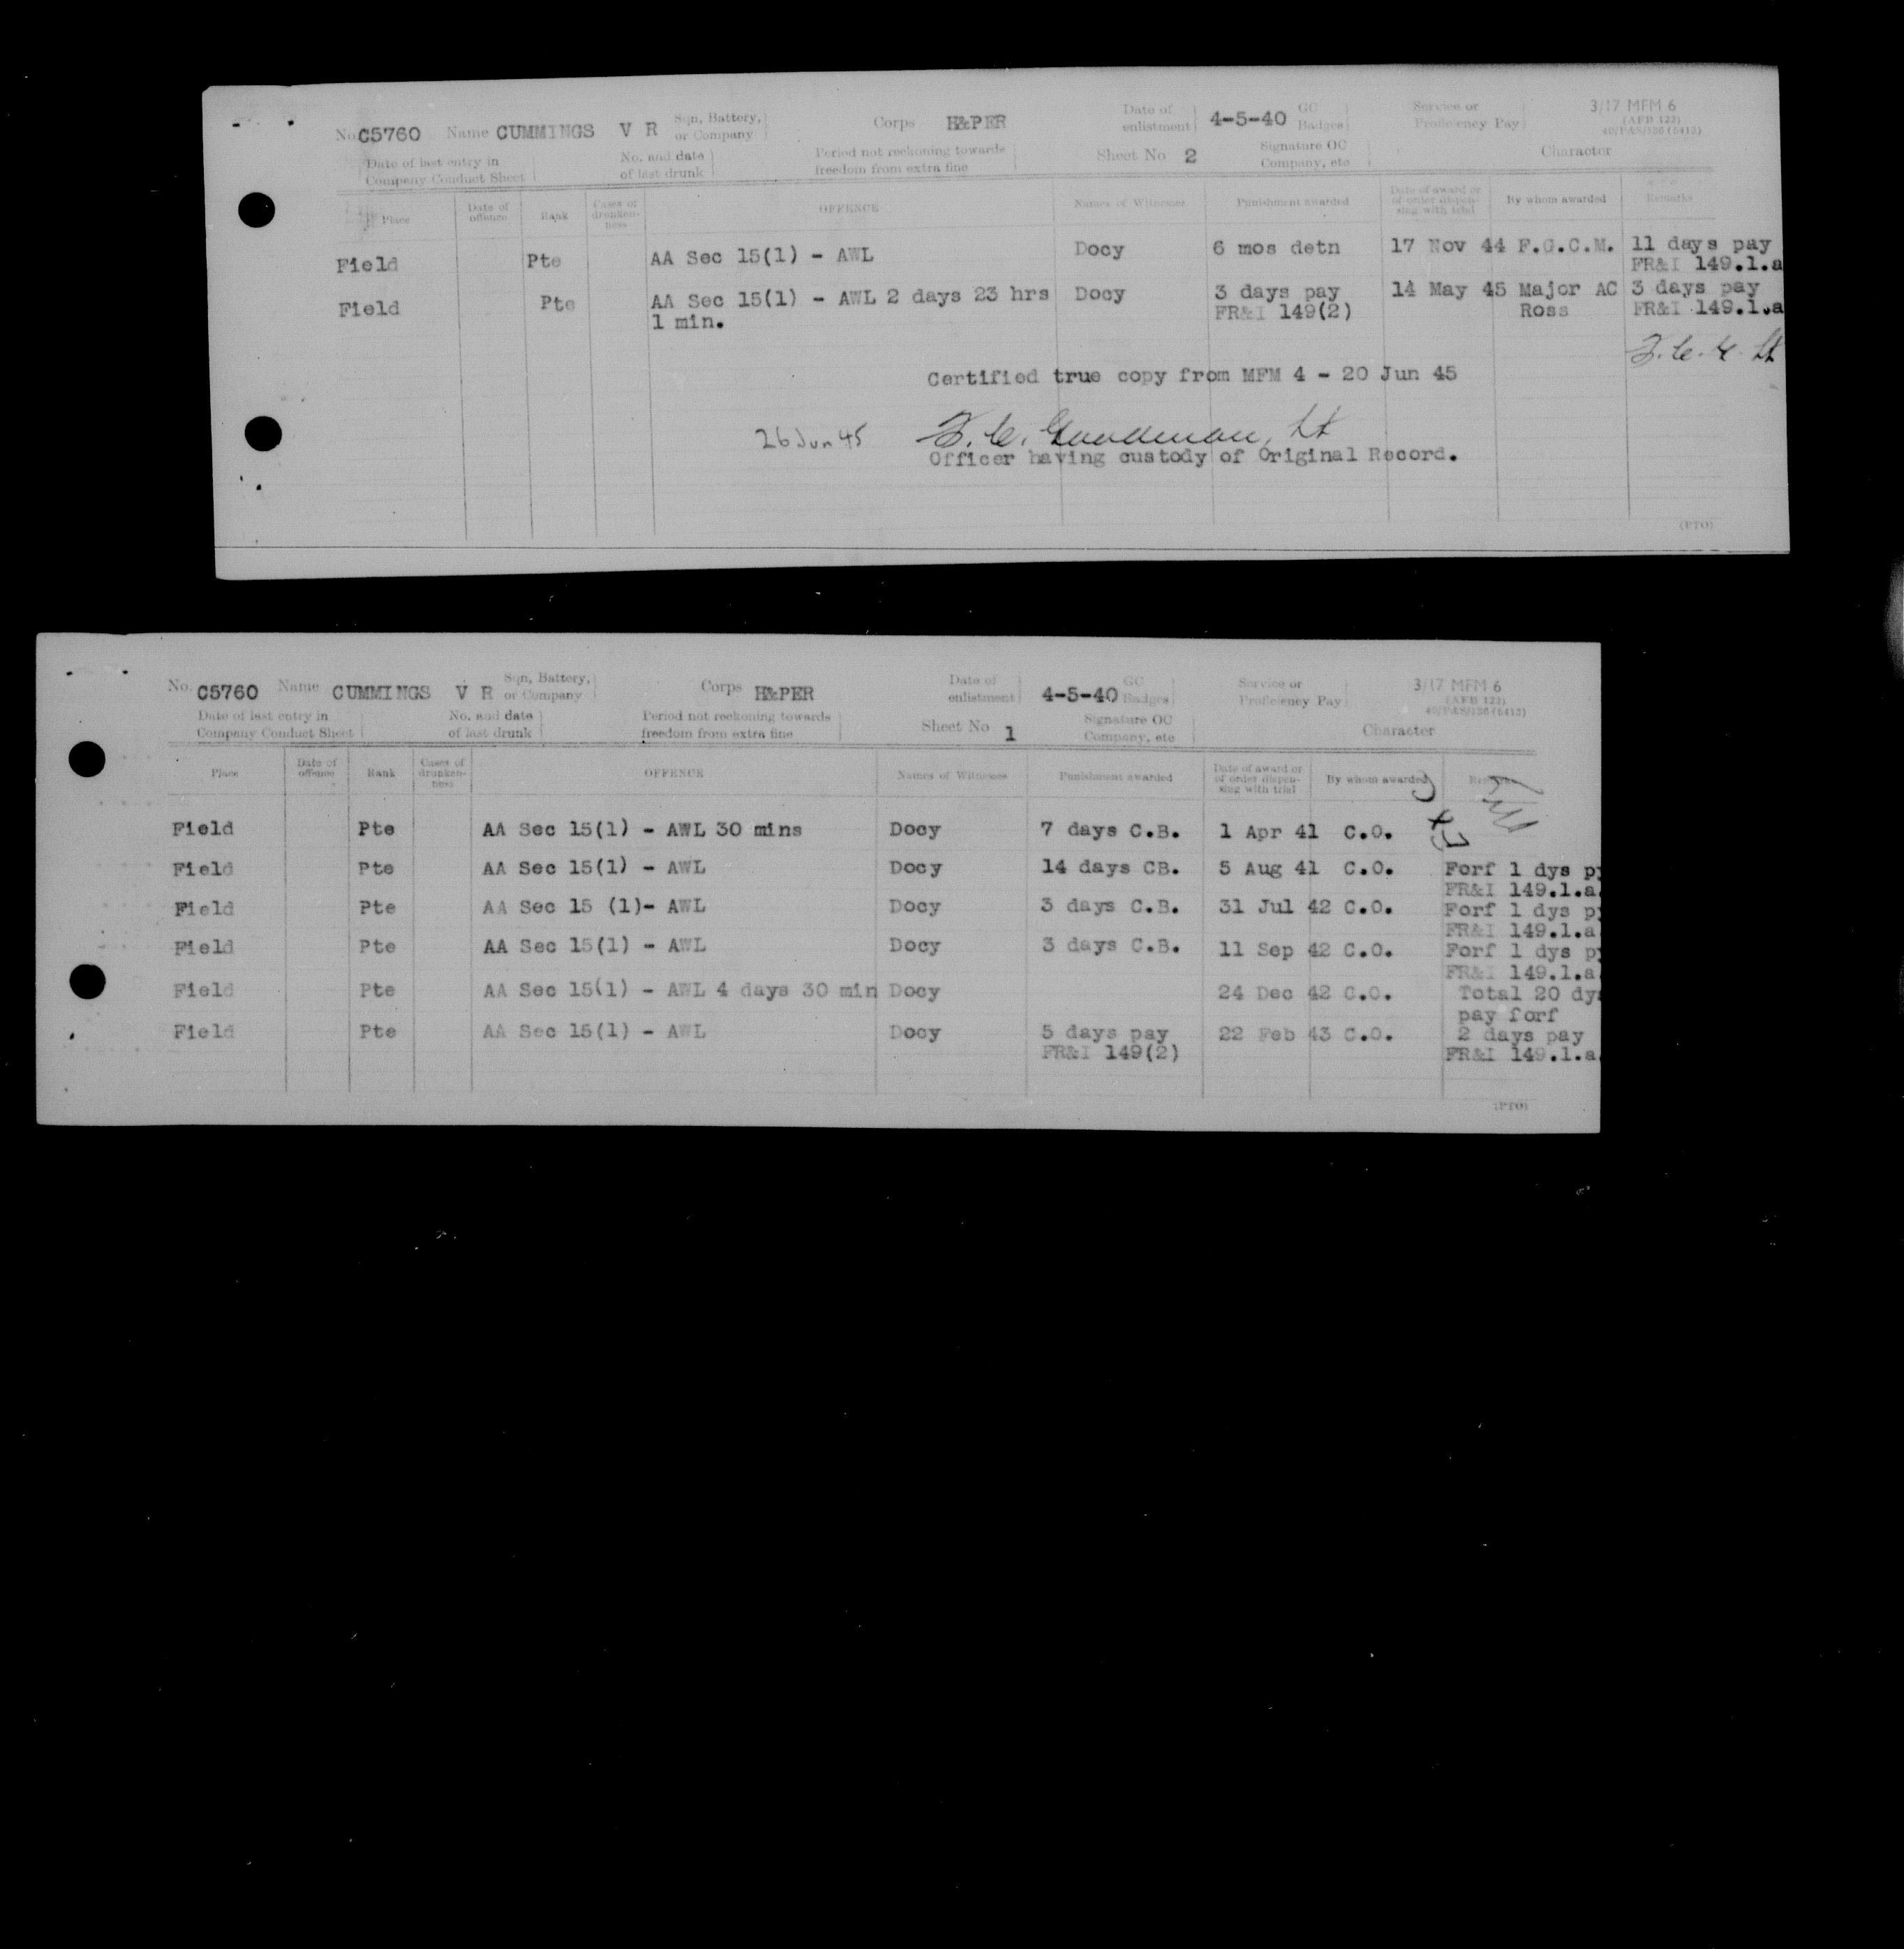 No. C5760 Name CUMMINGS V R Sqn, Battery, or Company Corps H&PER Date of enlistment 4-5-40 GC Badges Service or Proficiency Pay 3/17 MFM 6
(AFB 122)
Date of last entry in Company Conduct Sheet No. and date of last drunk Period not reckoning towards freedom from extra fine Sheet No 2 Signature OC Company, etc Character
Place Date of offence Rank Cases of drunkenness OFFENCE Names of Witnesses Punishment awarded Date of award or of order dispensing with trial By whom awarded Remarks
Field Pte AA Sec 15(1) - AWL Docy 6 mos detn 17 Nov 44 F.G.C.M. 11 days pay
FR&I 149.1.a
Field Pte AA Sec 15(1) - AWL 2 days 23 hrs Docy 3 days pay 14 May 45 Major AC 3 days pay
1 min. FR&I 149(2) Ross FR&I 149.1.a
Lt
Certified true copy from MFM 4 - 20 Jun 45
26 Jun 45 Goodman, Lt
Officer having custody of Original Record.
(PTO)
No. C5760 Name CUMMINGS V R Sqn, Battery, or Company Corps H&PER Date of enlistment 4-5-40 GC Badges Service or Proficiency Pay 3/17 MFM 6
(AFB 122)
Date of last entry in Company Conduct Sheet No. and date of last drunk Period not reckoning towards freedom from extra fine Sheet No 1 Signature OC Company, etc Character
Place Date of offence Rank Cases of drunkenness OFFENCE Names of Witnesses Punishment awarded Date of award or of order dispensing with trial By whom awarded
Field Pte AA Sec 15(1) - AWL 30 mins Docy 7 days C.B. 1 Apr 41 C.O.
Field Pte AA Sec 15(1) - AWL Docy 14 days CB. 5 Aug 41 C.O. Forf 1 dys py
FR&I 149.1.a
Field Pte AA Sec 15 (1)- AWL Docy 3 days C.B. 31 Jul 42 C.O. Forf 1 dys py
FR&I 149.1.a
Field Pte AA Sec 15(1) - AWL Docy 3 days C.B. 11 Sep 42 C.O. Forf 1 dys py
FR&I 149.1.a
Field Pte AA Sec 15(1) - AWL 4 days 30 min Docy 24 Dec 42 C.O. Total 20 dys
pay forf
Field Pte AA Sec 15(1) - AWL Docy 5 days pay 22 Feb 43 C.O. 2 days pay
FR&I 149(2) FR&I 149.1.a
(PTO)